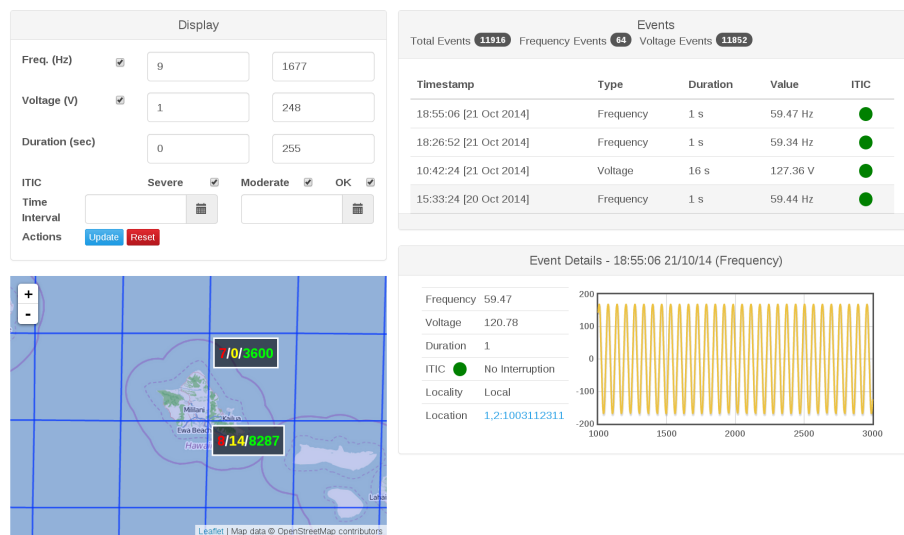 Display
Freq. (Hz) 9 1677
Voltage (V) 1 248
Duration (sec) 0 255
ITIC Severe Moderate OK
Time Interval
Actions Update Reset
+
-
7/0/3600
Mililani
Kailua
Ewa Beach
8/14/8287
Leaflet | Map data © OpenStreetMap contributors
Events
Total Events 11916 Frequency Events 64 Voltage Events 11852
Timestamp Type Duration Value ITIC
18:55:06 [21 Oct 2014] Frequency 1 s 59.47 Hz
18:26:52 [21 Oct 2014] Frequency 1 s 59.34 Hz
10:42:24 [21 Oct 2014] Voltage 16 s 127.36 V
15:33:24 [20 Oct 2014] Frequency 1 s 59.44 Hz
Event Details - 18:55:06 21/10/14 (Frequency)
Frequency 59.47
Voltage 120.78
Duration 1
ITIC No Interruption
Locality Local
Location 1,2:1003112311
200
100
0
-100
-200
1000 1500 2000 2500 3000